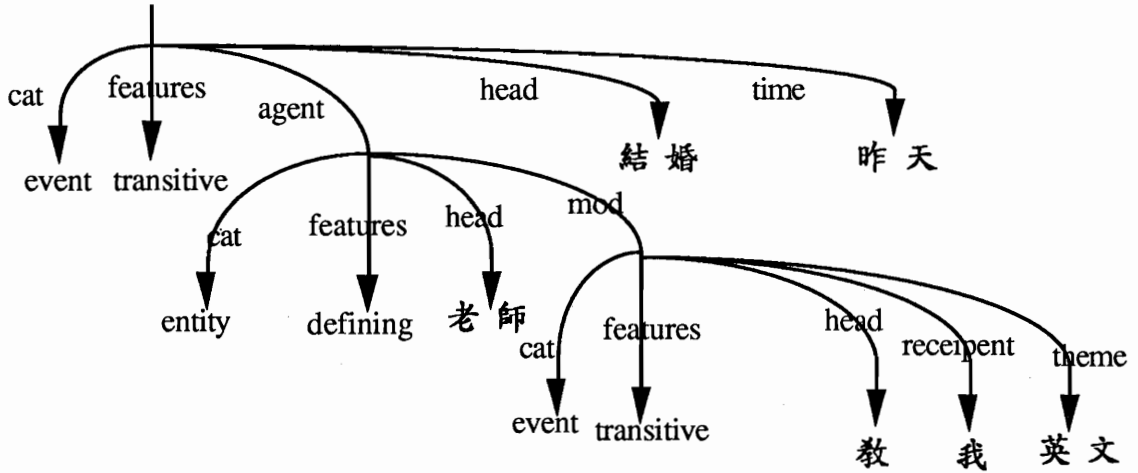 cat features agent head time
event transitive 結婚 昨天
cat features head mod
entity defining 老師
cat features head receipent theme
event transitive 教 我 英文